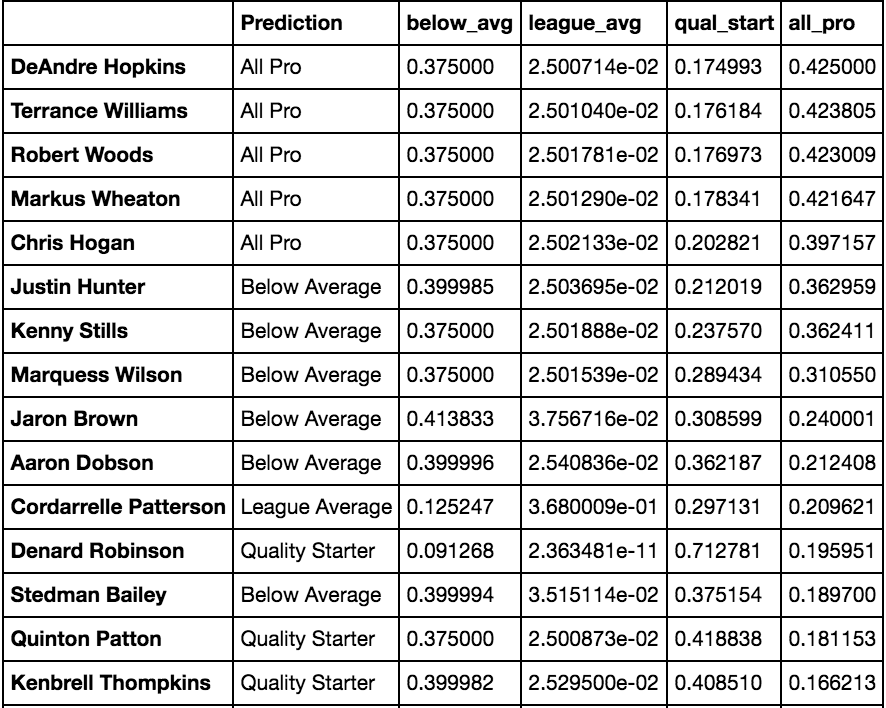 Prediction below_avg league_avg qual_start all_pro
DeAndre Hopkins All Pro 0.375000 2.500714e-02 0.174993 0.425000
Terrance Williams All Pro 0.375000 2.501040e-02 0.176184 0.423805
Robert Woods All Pro 0.375000 2.501781e-02 0.176973 0.423009
Markus Wheaton All Pro 0.375000 2.501290e-02 0.178341 0.421647
Chris Hogan All Pro 0.375000 2.502133e-02 0.202821 0.397157
Justin Hunter Below Average 0.399985 2.503695e-02 0.212019 0.362959
Kenny Stills Below Average 0.375000 2.501888e-02 0.237570 0.362411
Marquess Wilson Below Average 0.375000 2.501539e-02 0.289434 0.310550
Jaron Brown Below Average 0.413833 3.756716e-02 0.308599 0.240001
Aaron Dobson Below Average 0.399996 2.540836e-02 0.362187 0.212408
Cordarrelle Patterson League Average 0.125247 3.680009e-01 0.297131 0.209621
Denard Robinson Quality Starter 0.091268 2.363481e-11 0.712781 0.195951
Stedman Bailey Below Average 0.399994 3.515114e-02 0.375154 0.189700
Quinton Patton Quality Starter 0.375000 2.500873e-02 0.418838 0.181153
Kenbrell Thompkins Quality Starter 0.399982 2.529500e-02 0.408510 0.166213